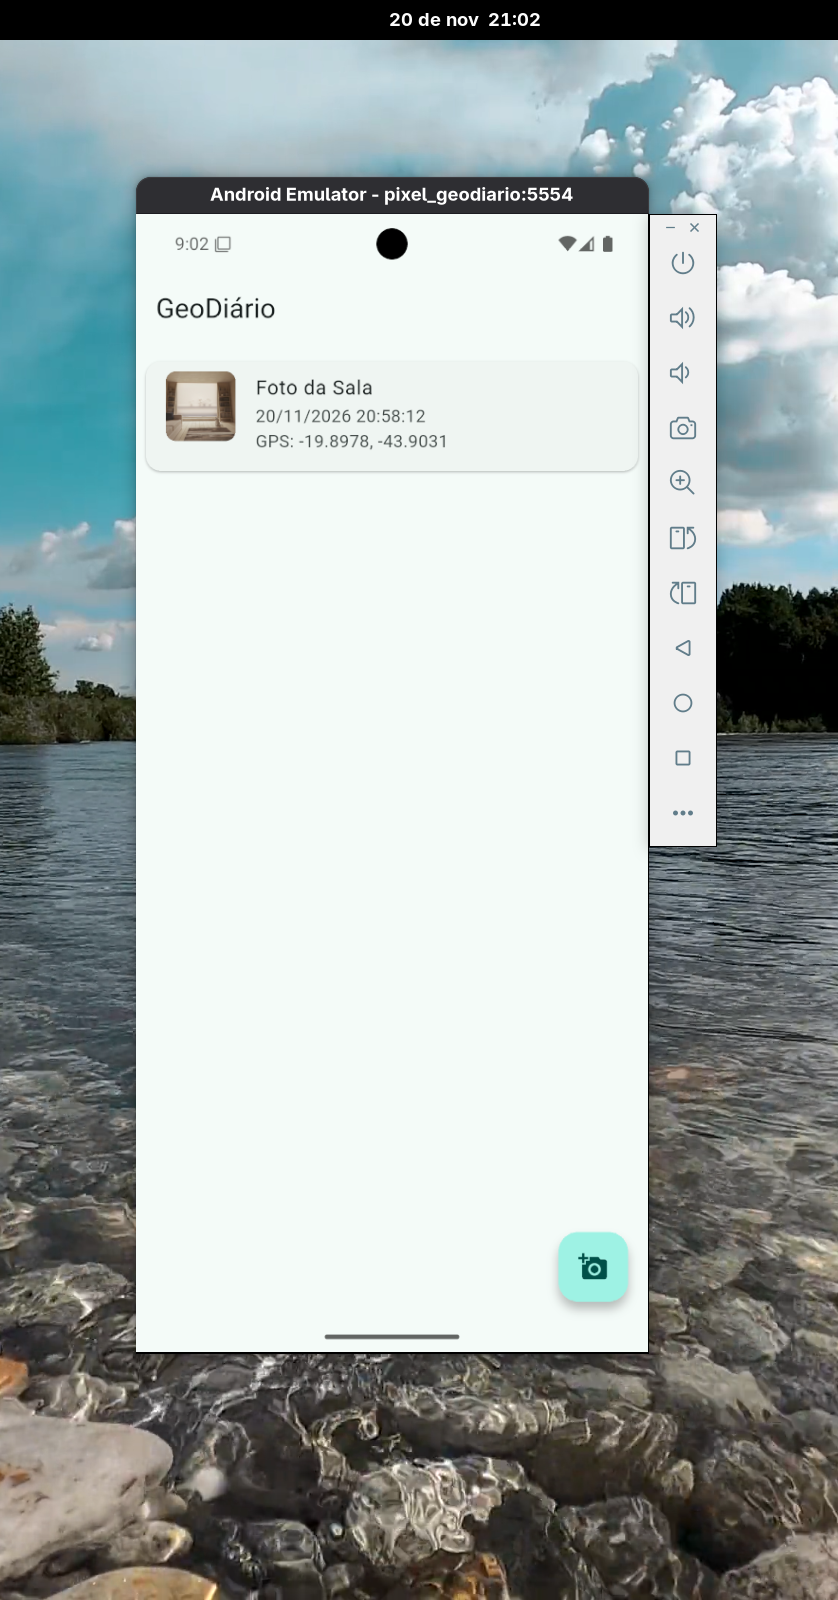 20 de nov 21:02
Android Emulator - pixel_geodiario:5554
9:02
GeoDiário
Foto da Sala
20/11/2026 20:58:12
GPS: -19.8978, -43.9031